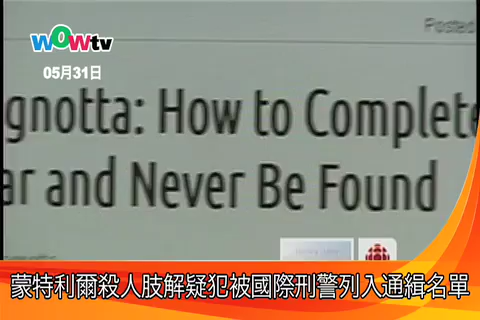 WOWtv
Posted
05月31日
gnotta: How to Complete
ar and Never Be Found
蒙特利爾殺人肢解疑犯被國際刑警列入通緝名單